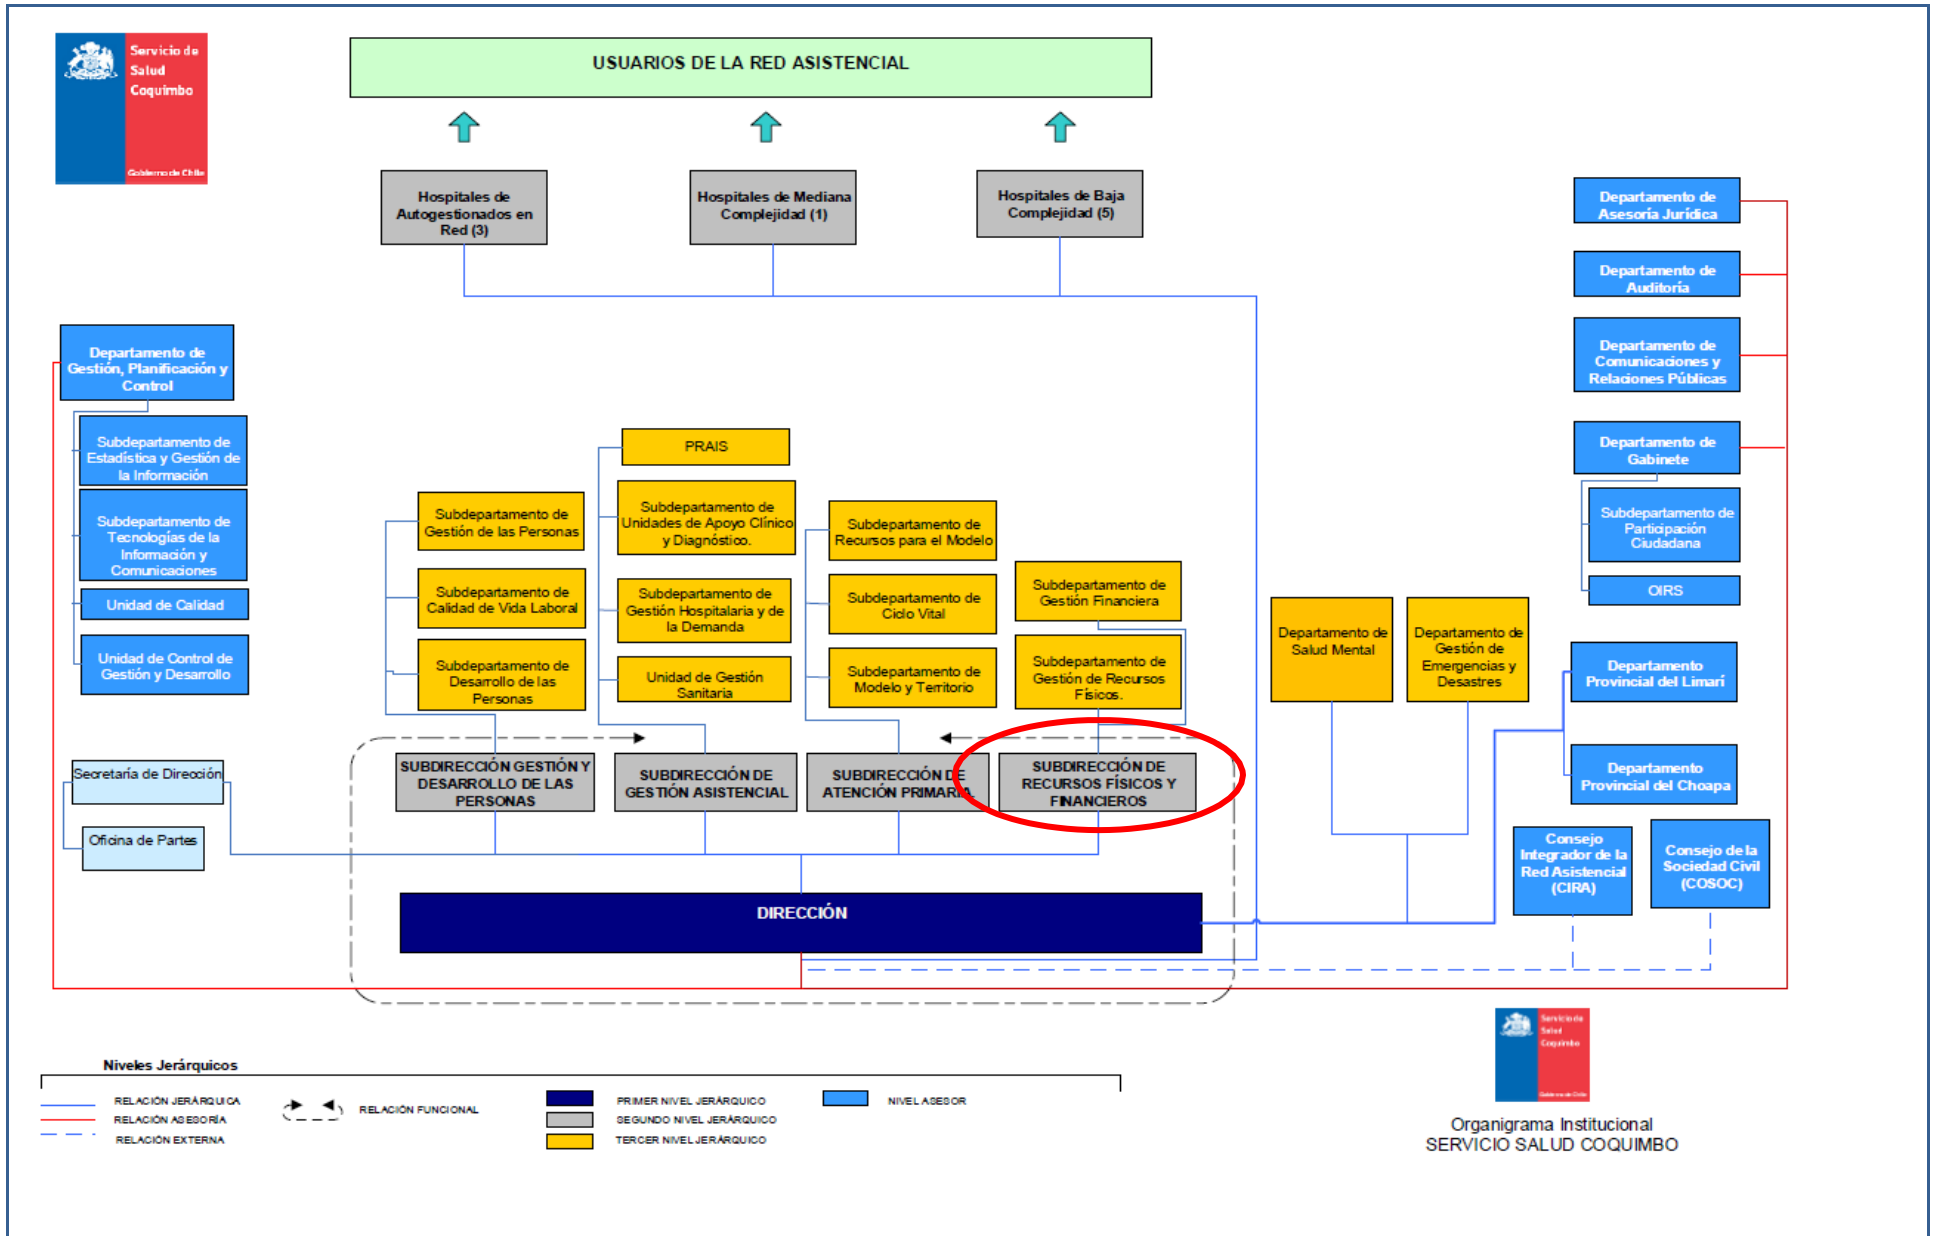 Servicio de
Salud
Coquimbo
Gobierno de Chile
USUARIOS DE LA RED ASISTENCIAL
Hospitales de
Autogestionados en
Red (3)
Hospitales de Mediana
Complejidad (1)
Hospitales de Baja
Complejidad (5)
Departamento de
Asesoría Jurídica
Departamento de
Auditoría
Departamento de
Comunicaciones y
Relaciones Públicas
Departamento de
Gabinete
Subdepartamento de
Participación
Ciudadana
OIRS
Departamento de
Gestión, Planificación y
Control
Subdepartamento de
Estadística y Gestión de
la Información
Subdepartamento de
Tecnologías de la
Información y
Comunicaciones
Unidad de Calidad
Unidad de Control de
Gestión y Desarrollo
Subdepartamento de
Gestión de las Personas
Subdepartamento de
Calidad de Vida Laboral
Subdepartamento de
Desarrollo de las
Personas
PRAIS
Subdepartamento de
Unidades de Apoyo Clínico
y Diagnóstico.
Subdepartamento de
Gestión Hospitalaria y de
la Demanda
Unidad de Gestión
Sanitaria
Subdepartamento de
Recursos para el Modelo
Subdepartamento de
Ciclo Vital
Subdepartamento de
Modelo y Territorio
Subdepartamento de
Gestión Financiera
Subdepartamento de
Gestión de Recursos
Físicos.
Departamento de
Salud Mental
Departamento de
Gestión de
Emergencias y
Desastres
Departamento
Provincial del Limarí
Departamento
Provincial del Choapa
Secretaría de Dirección
Oficina de Partes
SUBDIRECCIÓN GESTIÓN Y
DESARROLLO DE LAS
PERSONAS
SUBDIRECCIÓN DE
GESTIÓN ASISTENCIAL
SUBDIRECCIÓN DE
ATENCIÓN PRIMARIA
SUBDIRECCIÓN DE
RECURSOS FÍSICOS Y
FINANCIEROS
Consejo
Integrador de la
Red Asistencial
(CIRA)
Consejo de la
Sociedad Civil
(COSOC)
DIRECCIÓN
Niveles Jerárquicos
RELACIÓN JERÁRQUICA
RELACIÓN ASESORÍA
RELACIÓN EXTERNA
RELACIÓN FUNCIONAL
PRIMER NIVEL JERÁRQUICO
SEGUNDO NIVEL JERÁRQUICO
TERCER NIVEL JERÁRQUICO
NIVEL ASESOR
Servicio de
Salud
Coquimbo
Gobierno de Chile
Organigrama Institucional
SERVICIO SALUD COQUIMBO